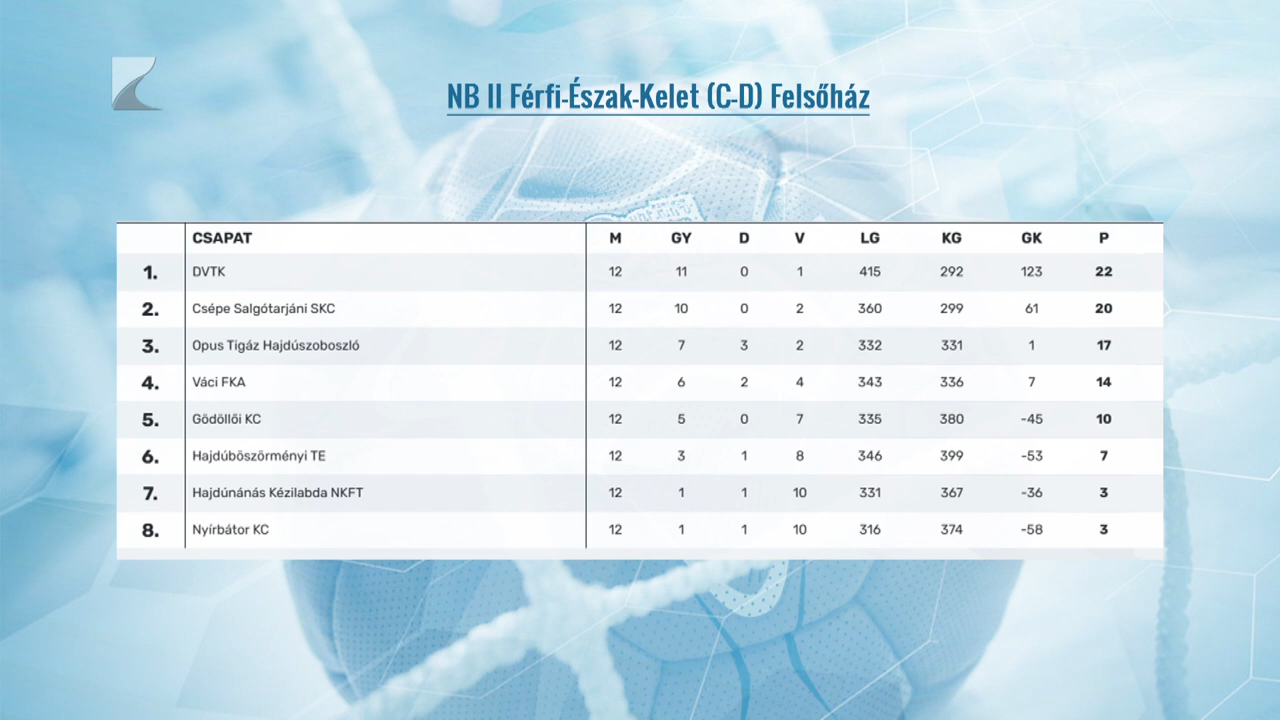 NB II Férfi-Észak-Kelet (C-D) Felsőház
CSAPAT M GY D V LG KG GK P
1. DVTK 12 11 0 1 415 292 123 22
2. Csépe Salgótarjáni SKC 12 10 0 2 360 299 61 20
3. Opus Tigáz Hajdúszoboszló 12 7 3 2 332 331 1 17
4. Váci FKA 12 6 2 4 343 336 7 14
5. Gödöllői KC 12 5 0 7 335 380 -45 10
6. Hajdúböszörményi TE 12 3 1 8 346 399 -53 7
7. Hajdúnánás Kézilabda NKFT 12 1 1 10 331 367 -36 3
8. Nyírbátor KC 12 1 1 10 316 374 -58 3